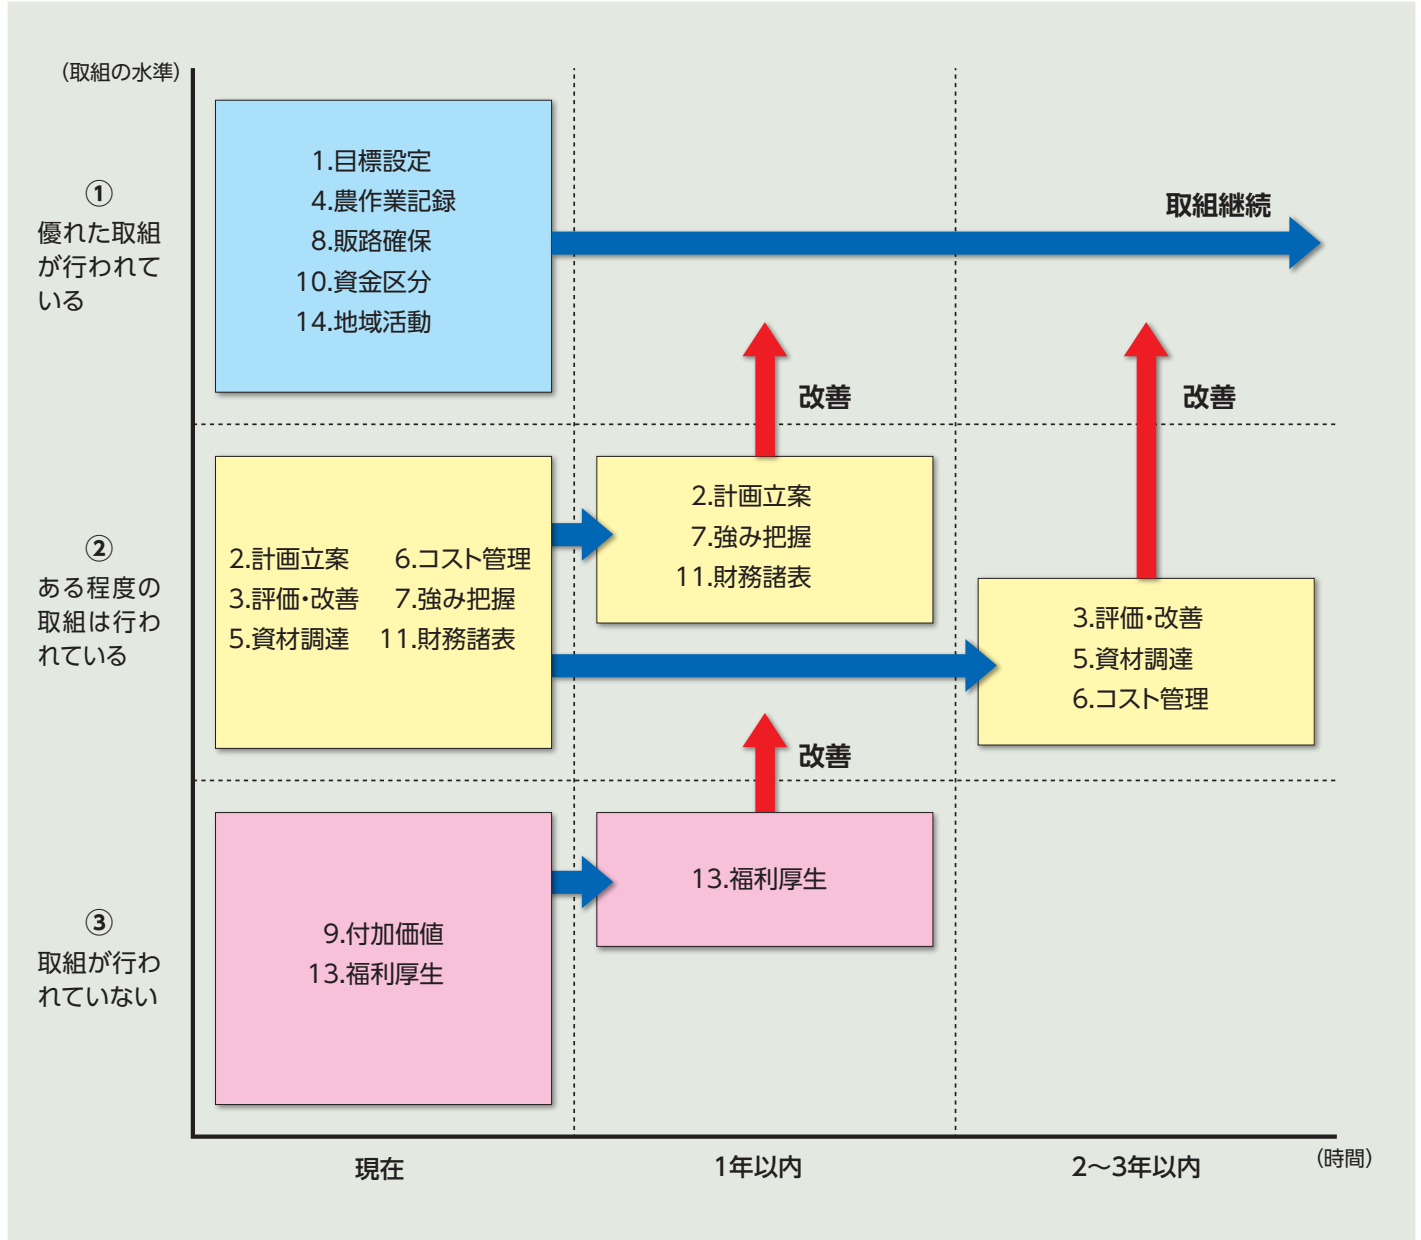 （取組の水準）
①
優れた取組
が行われて
いる
1.目標設定
4.農作業記録
8.販路確保
10.資金区分
14.地域活動
取組継続
改善
改善
②
ある程度の
取組は行わ
れている
2.計画立案 6.コスト管理
3.評価・改善 7.強み把握
5.資材調達 11.財務諸表
2.計画立案
7.強み把握
11.財務諸表
3.評価・改善
5.資材調達
6.コスト管理
改善
③
取組が行わ
れていない
9.付加価値
13.福利厚生
13.福利厚生
現在
1年以内
2〜3年以内
（時間）